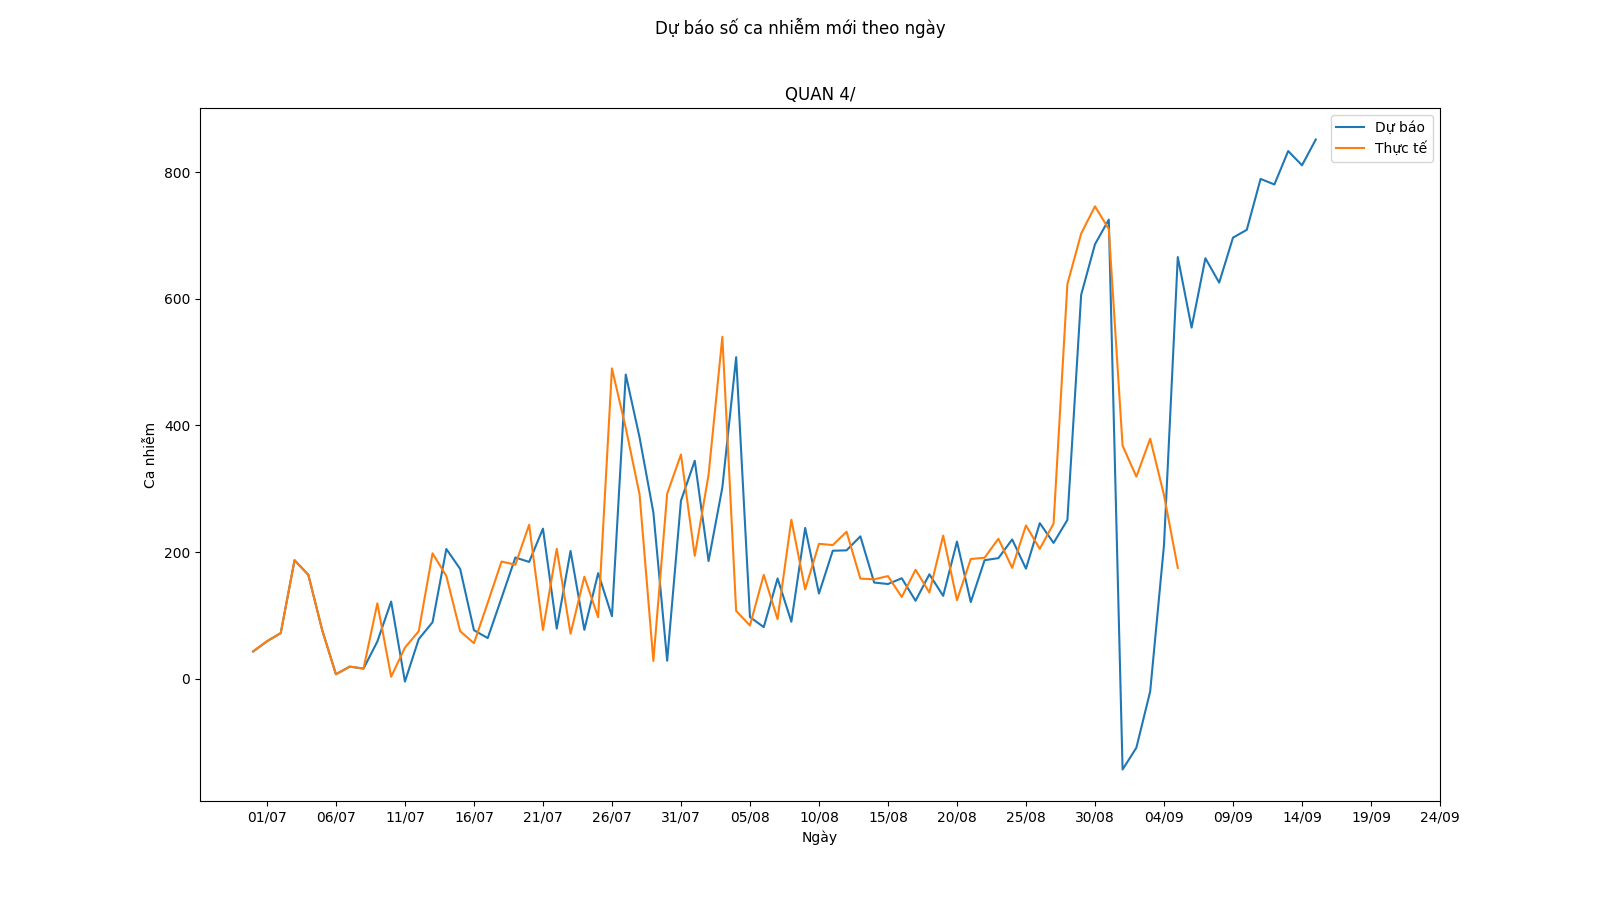 Dự báo số ca nhiễm mới theo ngày
QUAN 4/
Dự báo
Thực tế
800
600
400
200
0
Ca nhiễm
01/07 06/07 11/07 16/07 21/07 26/07 31/07 05/08 10/08 15/08 20/08 25/08 30/08 04/09 09/09 14/09 19/09 24/09
Ngày